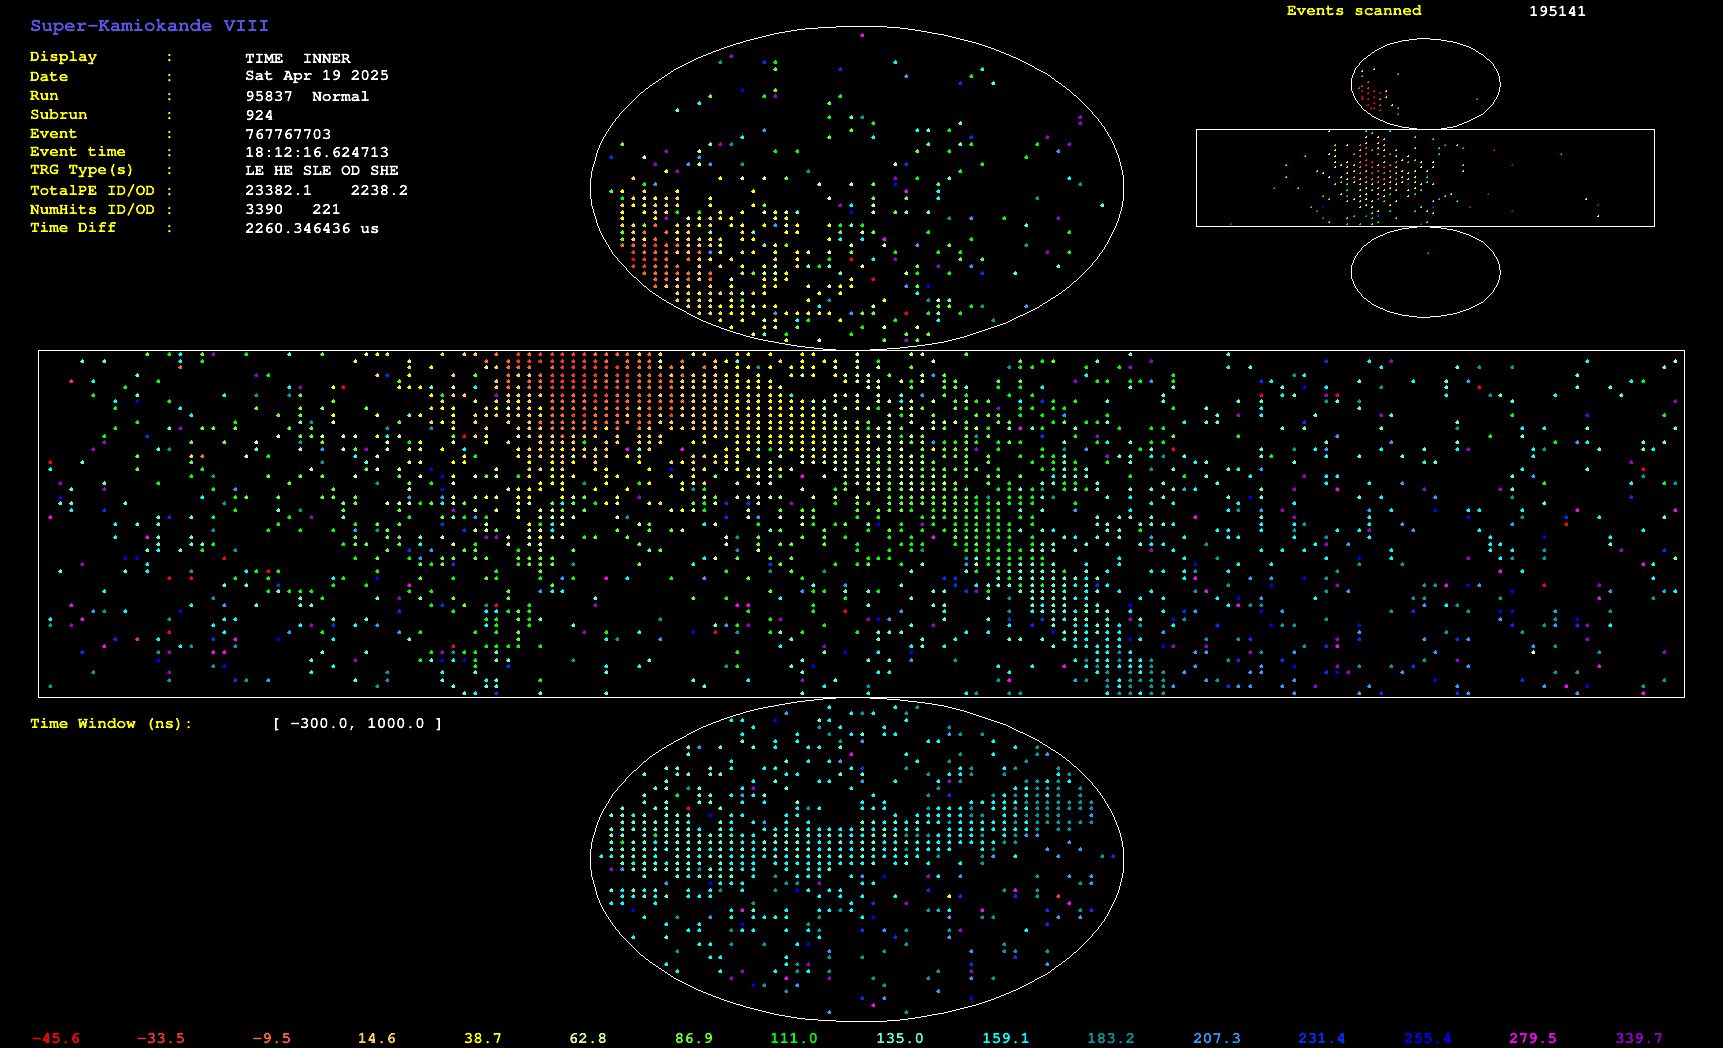 Super-Kamiokande VIII
Events scanned 195141
Display : TIME INNER
Date : Sat Apr 19 2025
Run : 95837 Normal
Subrun : 924
Event : 767767703
Event time : 18:12:16.624713
TRG Type(s) : LE HE SLE OD SHE
TotalPE ID/OD : 23382.1 2238.2
NumHits ID/OD : 3390 221
Time Diff : 2260.346436 us
Time Window (ns): [ -300.0, 1000.0 ]
-45.6 -33.5 -9.5 14.6 38.7 62.8 86.9 111.0 135.0 159.1 183.2 207.3 231.4 255.4 279.5 339.7